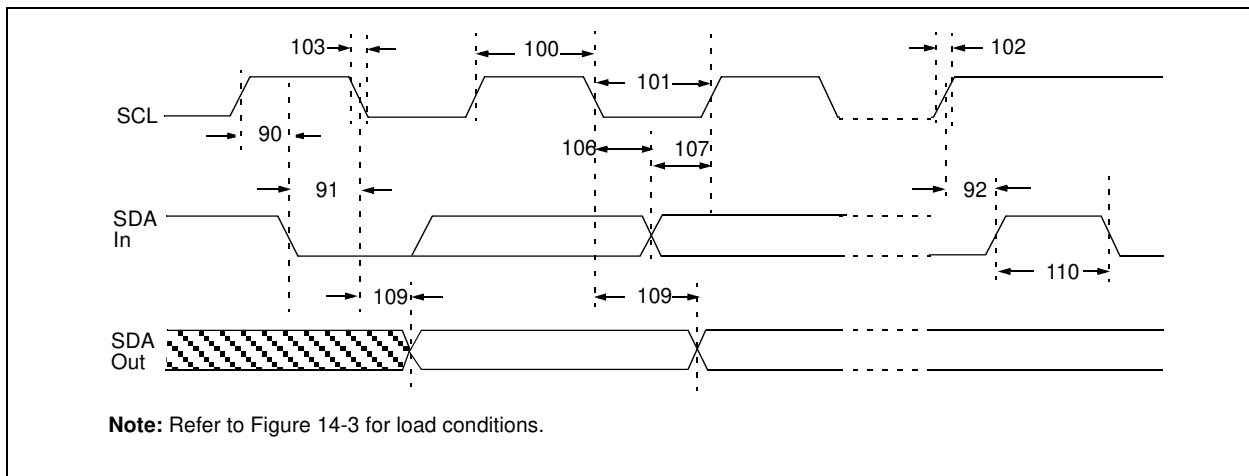 103
100
102
101
SCL
90
106
107
91
92
SDA
In
110
109
109
SDA
Out
Note: Refer to Figure 14-3 for load conditions.